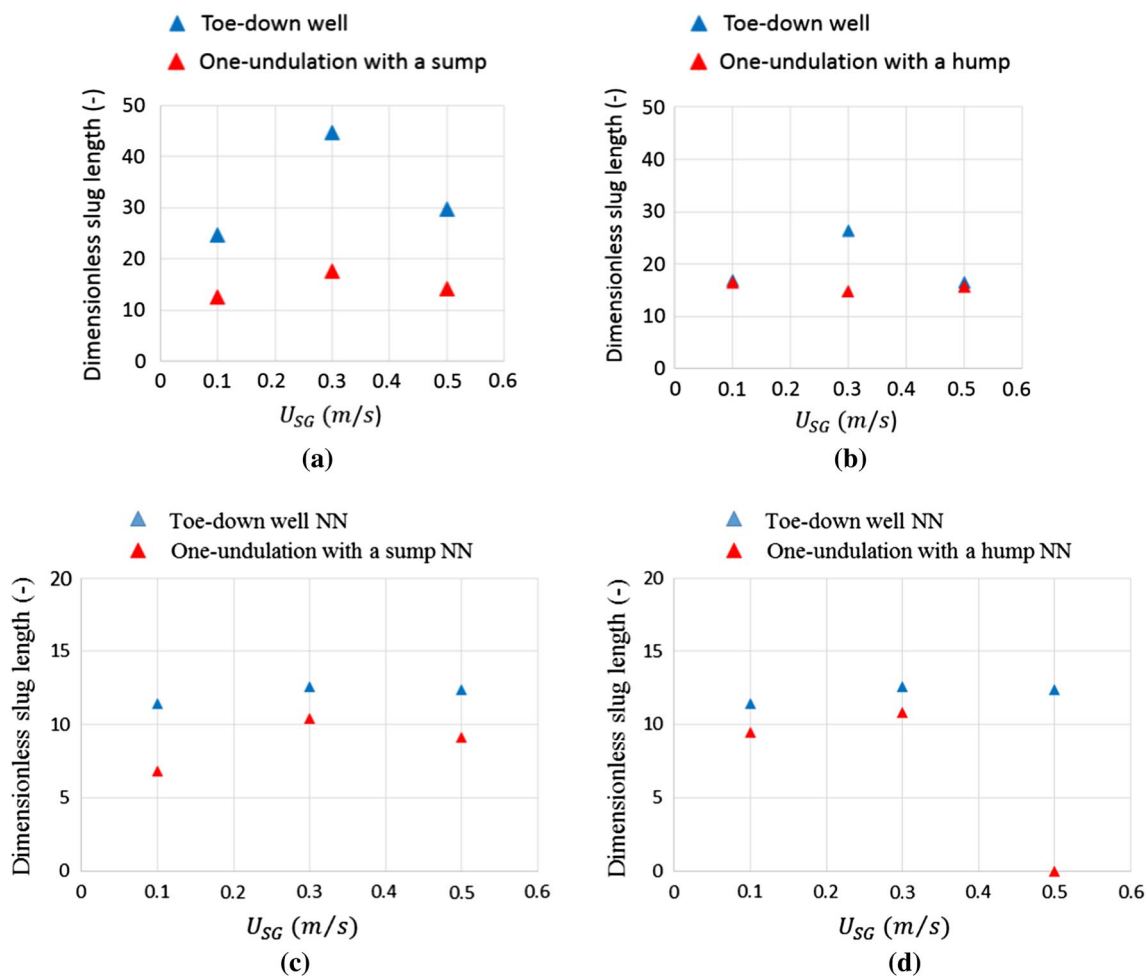 Toe-down well
One-undulation with a sump
Dimensionless slug length (-)
50
40
30
20
10
0
0 0.1 0.2 0.3 0.4 0.5 0.6
U_SG (m/s)
(a)
Toe-down well
One-undulation with a hump
Dimensionless slug length (-)
50
40
30
20
10
0
0 0.1 0.2 0.3 0.4 0.5 0.6
U_SG (m/s)
(b)
Toe-down well NN
One-undulation with a sump NN
Dimensionless slug length (-)
20
15
10
5
0
0 0.1 0.2 0.3 0.4 0.5 0.6
U_SG (m/s)
(c)
Toe-down well NN
One-undulation with a hump NN
Dimensionless slug length (-)
20
15
10
5
0
0 0.1 0.2 0.3 0.4 0.5 0.6
U_SG (m/s)
(d)